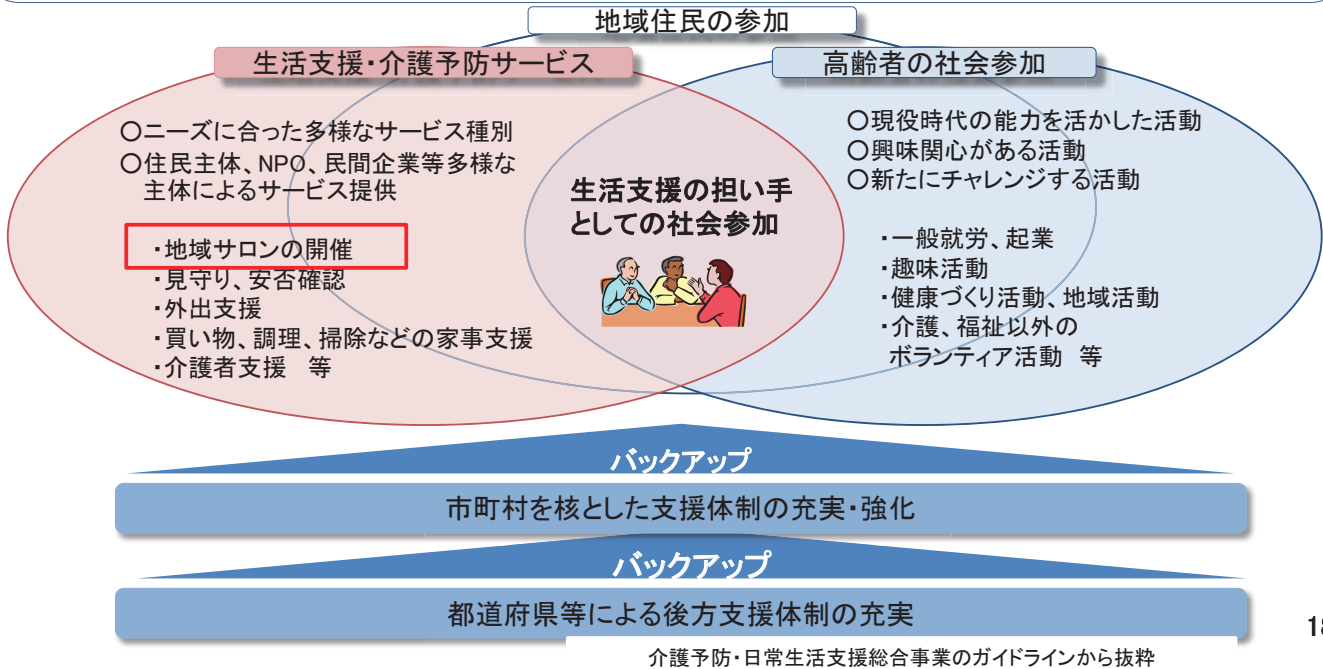 地域住民の参加
生活支援・介護予防サービス
高齢者の社会参加
○ニーズに合った多様なサービス種別
○住民主体、NPO、民間企業等多様な
主体によるサービス提供
・地域サロンの開催
・見守り、安否確認
・外出支援
・買い物、調理、掃除などの家事支援
・介護者支援　等
生活支援の担い手
としての社会参加
○現役時代の能力を活かした活動
○興味関心がある活動
○新たにチャレンジする活動
・一般就労、起業
・趣味活動
・健康づくり活動、地域活動
・介護、福祉以外の
ボランティア活動　等
バックアップ
市町村を核とした支援体制の充実・強化
バックアップ
都道府県等による後方支援体制の充実
18
介護予防・日常生活支援総合事業のガイドラインから抜粋